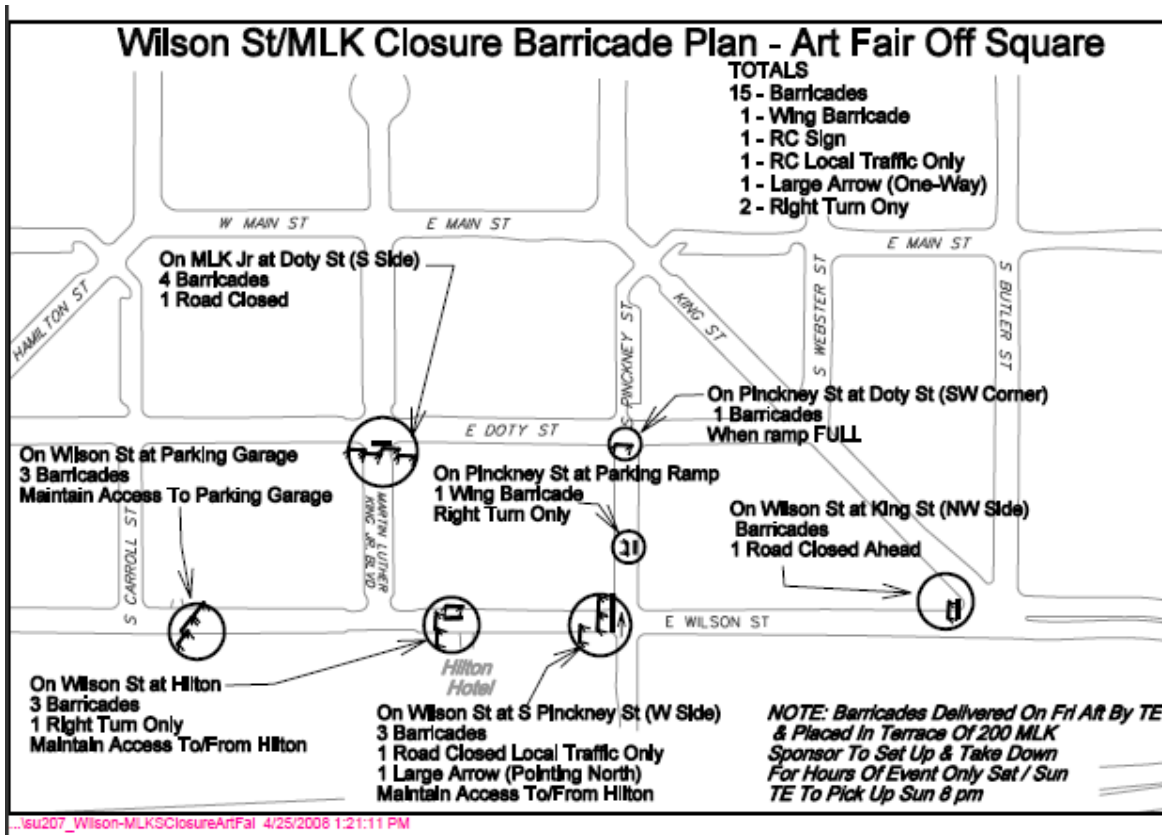 Wilson St/MLK Closure Barricade Plan - Art Fair Off Square
TOTALS
15 - Barricades
1 - Wing Barricade
1 - RC Sign
1 - RC Local Traffic Only
1 - Large Arrow (One-Way)
2 - Right Turn Ony
W MAIN ST
E MAIN ST
E MAIN ST
On MLK Jr at Doty St (S Side)
4 Barricades
1 Road Closed
HAMILTON ST
S PINCKNEY ST
KING ST
S WEBSTER ST
S BUTLER ST
On Pinckney St at Doty St (SW Corner)
1 Barricades
When ramp FULL
E DOTY ST
On Wilson St at Parking Garage
3 Barricades
Maintain Access To Parking Garage
On Pinckney St at Parking Ramp
1 Wing Barricade
Right Turn Only
On Wilson St at King St (NW Side)
Barricades
1 Road Closed Ahead
S CARROLL ST
MARTIN LUTHER
KING JR. BLVD
E WILSON ST
Hilton
Hotel
On Wilson St at Hilton
3 Barricades
1 Right Turn Only
Maintain Access To/From Hilton
On Wilson St at S Pinckney St (W Side)
3 Barricades
1 Road Closed Local Traffic Only
1 Large Arrow (Pointing North)
Maintain Access To/From Hilton
NOTE: Barricades Delivered On Fri Aft By TE
& Placed In Terrace Of 200 MLK
Sponsor To Set Up & Take Down
For Hours Of Event Only Sat / Sun
TE To Pick Up Sun 8 pm
...\su207_Wilson-MLKSClosureArtFai 4/25/2008 1:21:11 PM